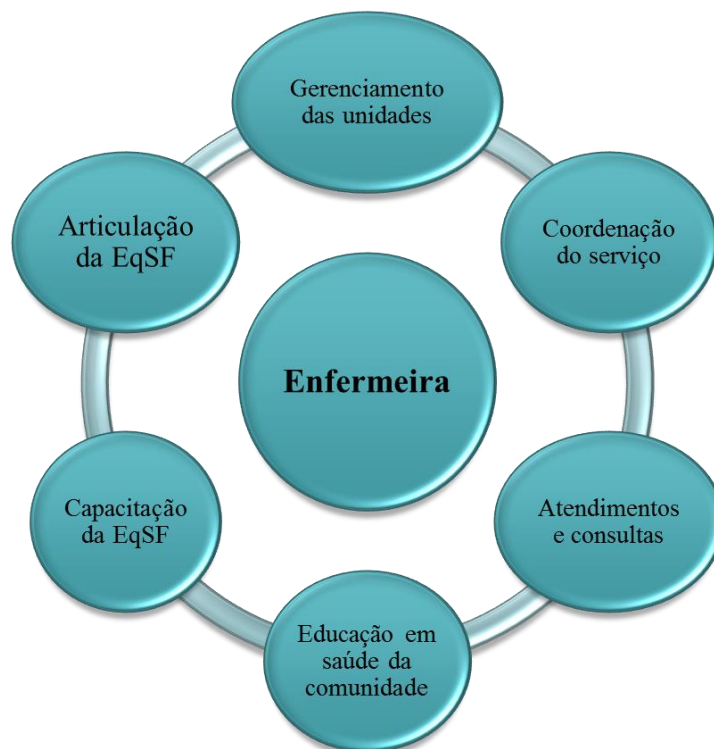 Gerenciamento
das unidades
Articulação
da EqSF
Coordenação
do serviço
Enfermeira
Capacitação
da EqSF
Atendimentos
e consultas
Educação em
saúde da
comunidade